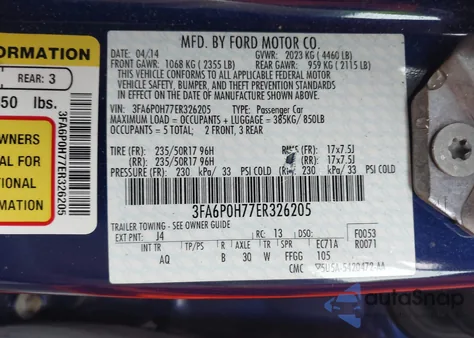 ORMATION
REAR: 3
50 lbs.
WNERS
AL FOR
TIONAL
MATION
3FA6P0H77ER326205
MFD. BY FORD MOTOR CO.
DATE: 04/14 GVWR: 2023 KG ( 4460 LB)
FRONT GAWR: 1068 KG ( 2355 LB) REAR GAWR: 959 KG ( 2115 LB)
THIS VEHICLE CONFORMS TO ALL APPLICABLE FEDERAL MOTOR
VEHICLE SAFETY, BUMPER, AND THEFT PREVENTION STANDARDS IN
EFFECT ON THE DATE OF MANUFACTURE SHOWN ABOVE.
VIN: 3FA6P0H77ER326205 TYPE: Passenger Car
MAXIMUM LOAD = OCCUPANTS + LUGGAGE = 385KG/850LB
OCCUPANTS = 5 TOTAL: 2 FRONT, 3 REAR
TIRE (FR): 235/50R17 96H 17x7.5J
TIRE (RR): 235/50R17 96H 17x7.5J
PRESSURE (FR): 230 kPa/ 33 PSI COLD (RR): 230 kPa/ 33 PSI COLD
3FA6P0H77ER326205
TRAILER TOWING - SEE OWNER GUIDE
EXT PNT: J4 RC: 13 DSO: F0053
INT TR TP/PS R AXLE TR SPR EC71A R0071
AQ B 30 W FFGG 105
CMC
autoSnap